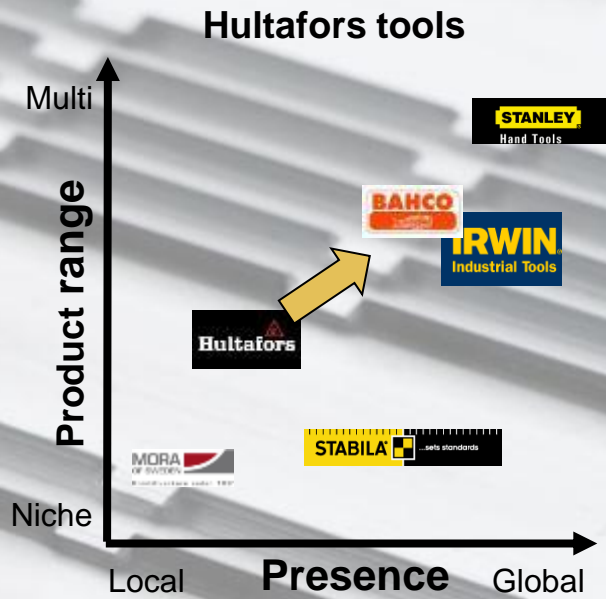 Hultafors tools
Multi
STANLEY
Hand Tools
BAHCO
IRWIN
Industrial Tools
Product range
Hultafors
STABILA
...sets standards
MORA
OF SWEDEN
Niche
Local
Presence
Global